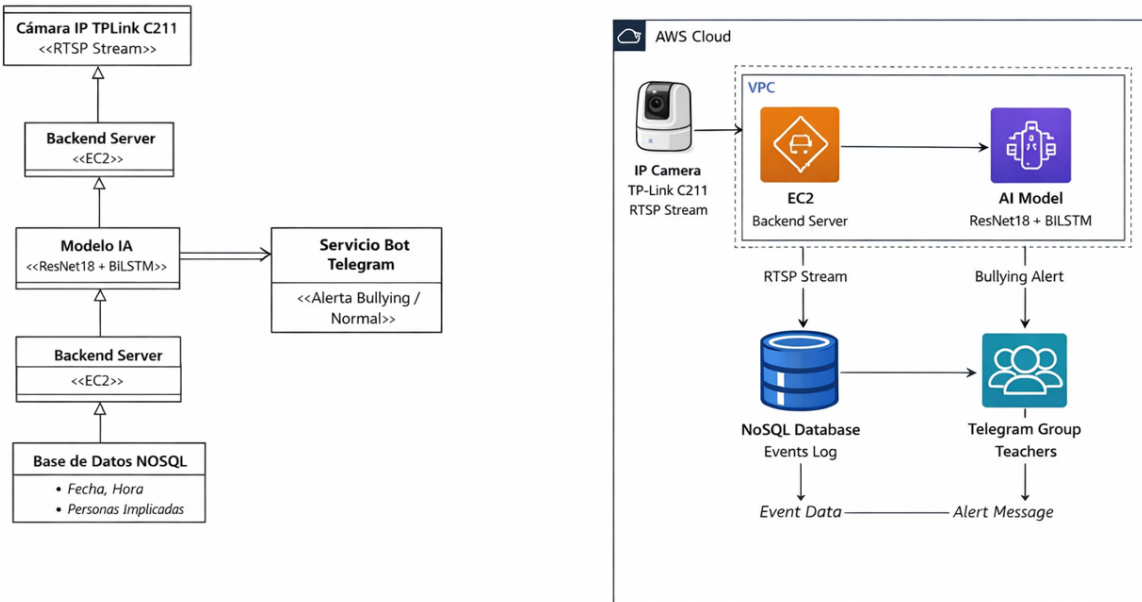 Cámara IP TPLink C211
<<RTSP Stream>>
Backend Server
<<EC2>>
Modelo IA
<<ResNet18 + BiLSTM>>
Servicio Bot
Telegram
<<Alerta Bullying /
Normal>>
Backend Server
<<EC2>>
Base de Datos NOSQL
• Fecha, Hora
• Personas Implicadas
AWS Cloud
VPC
IP Camera
TP-Link C211
RTSP Stream
EC2
Backend Server
AI Model
ResNet18 + BILSTM
RTSP Stream
Bullying Alert
NoSQL Database
Events Log
Telegram Group
Teachers
Event Data
Alert Message